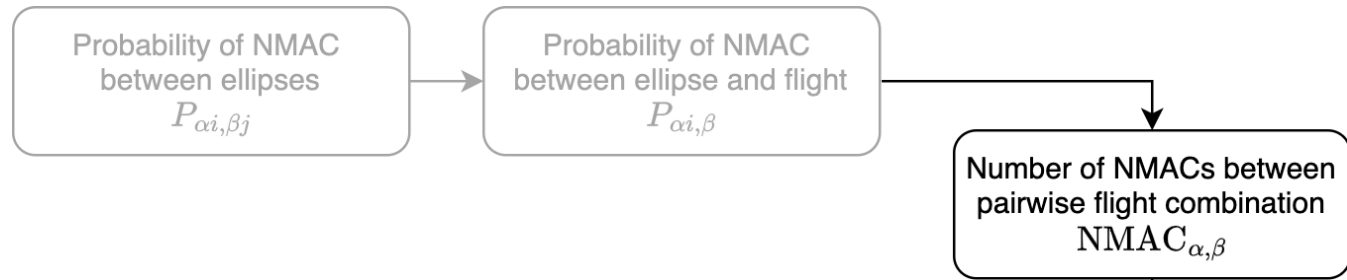 Probability of NMAC
between ellipses
P_{αi,βj}
Probability of NMAC
between ellipse and flight
P_{αi,β}
Number of NMACs between
pairwise flight combination
NMAC_{α,β}